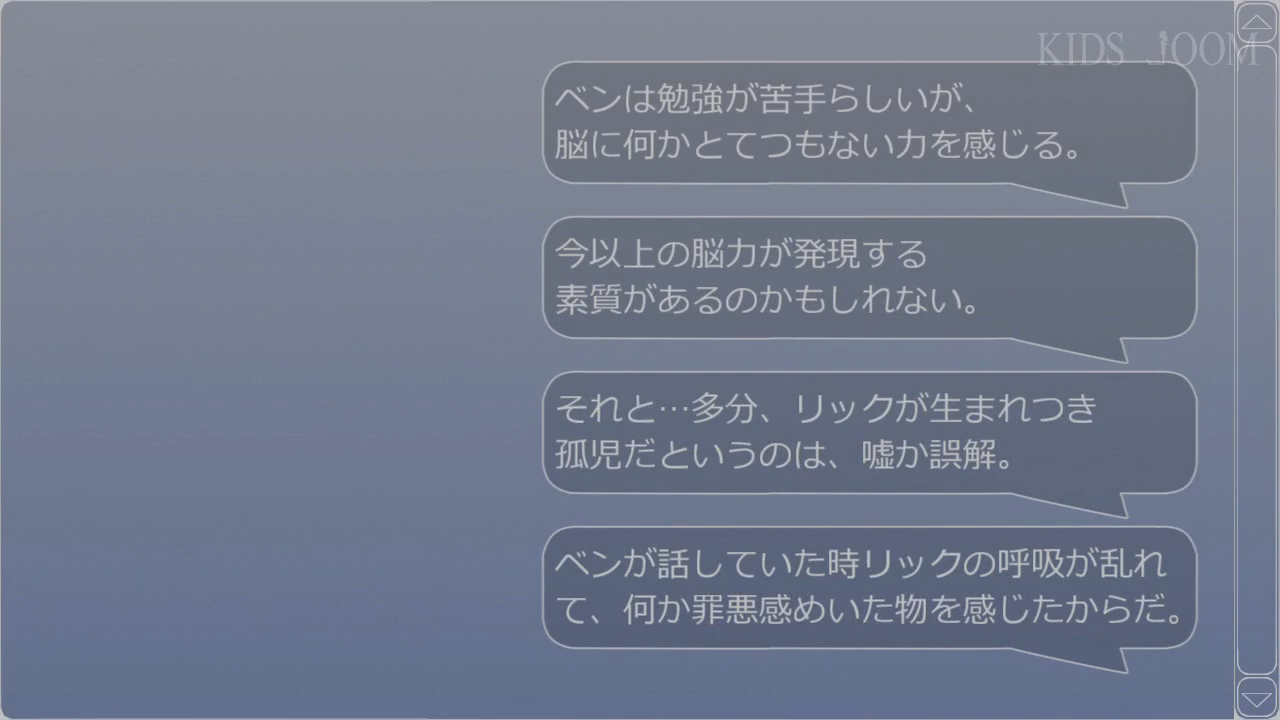 KIDS ROOM
ベンは勉強が苦手らしいが、
脳に何かとてつもない力を感じる。
今以上の脳力が発現する
素質があるのかもしれない。
それと…多分、リックが生まれつき
孤児だというのは、嘘か誤解。
ベンが話していた時リックの呼吸が乱れ
て、何か罪悪感めいた物を感じたからだ。